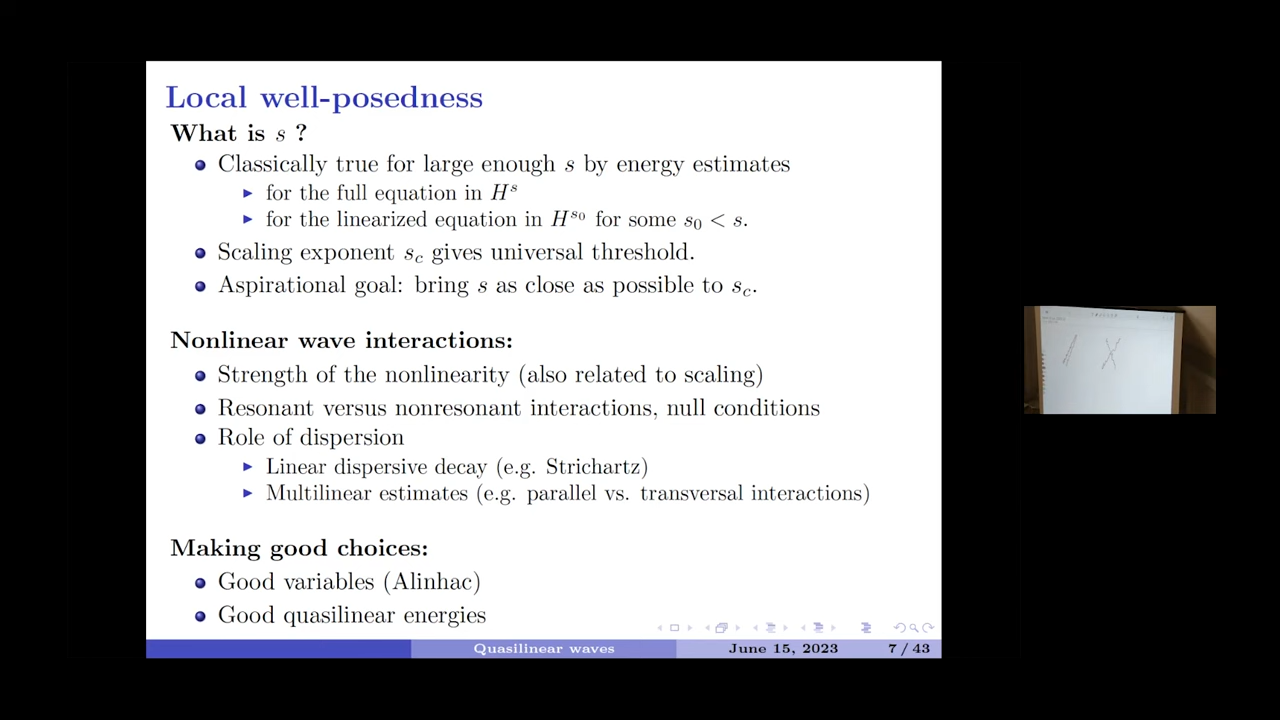 Local well-posedness
What is s ?
Classically true for large enough s by energy estimates
for the full equation in H^s
for the linearized equation in H^{s_0} for some s_0 < s.
Scaling exponent s_c gives universal threshold.
Aspirational goal: bring s as close as possible to s_c.
Nonlinear wave interactions:
Strength of the nonlinearity (also related to scaling)
Resonant versus nonresonant interactions, null conditions
Role of dispersion
Linear dispersive decay (e.g. Strichartz)
Multilinear estimates (e.g. parallel vs. transversal interactions)
Making good choices:
Good variables (Alinhac)
Good quasilinear energies
Quasilinear waves June 15, 2023 7 / 43